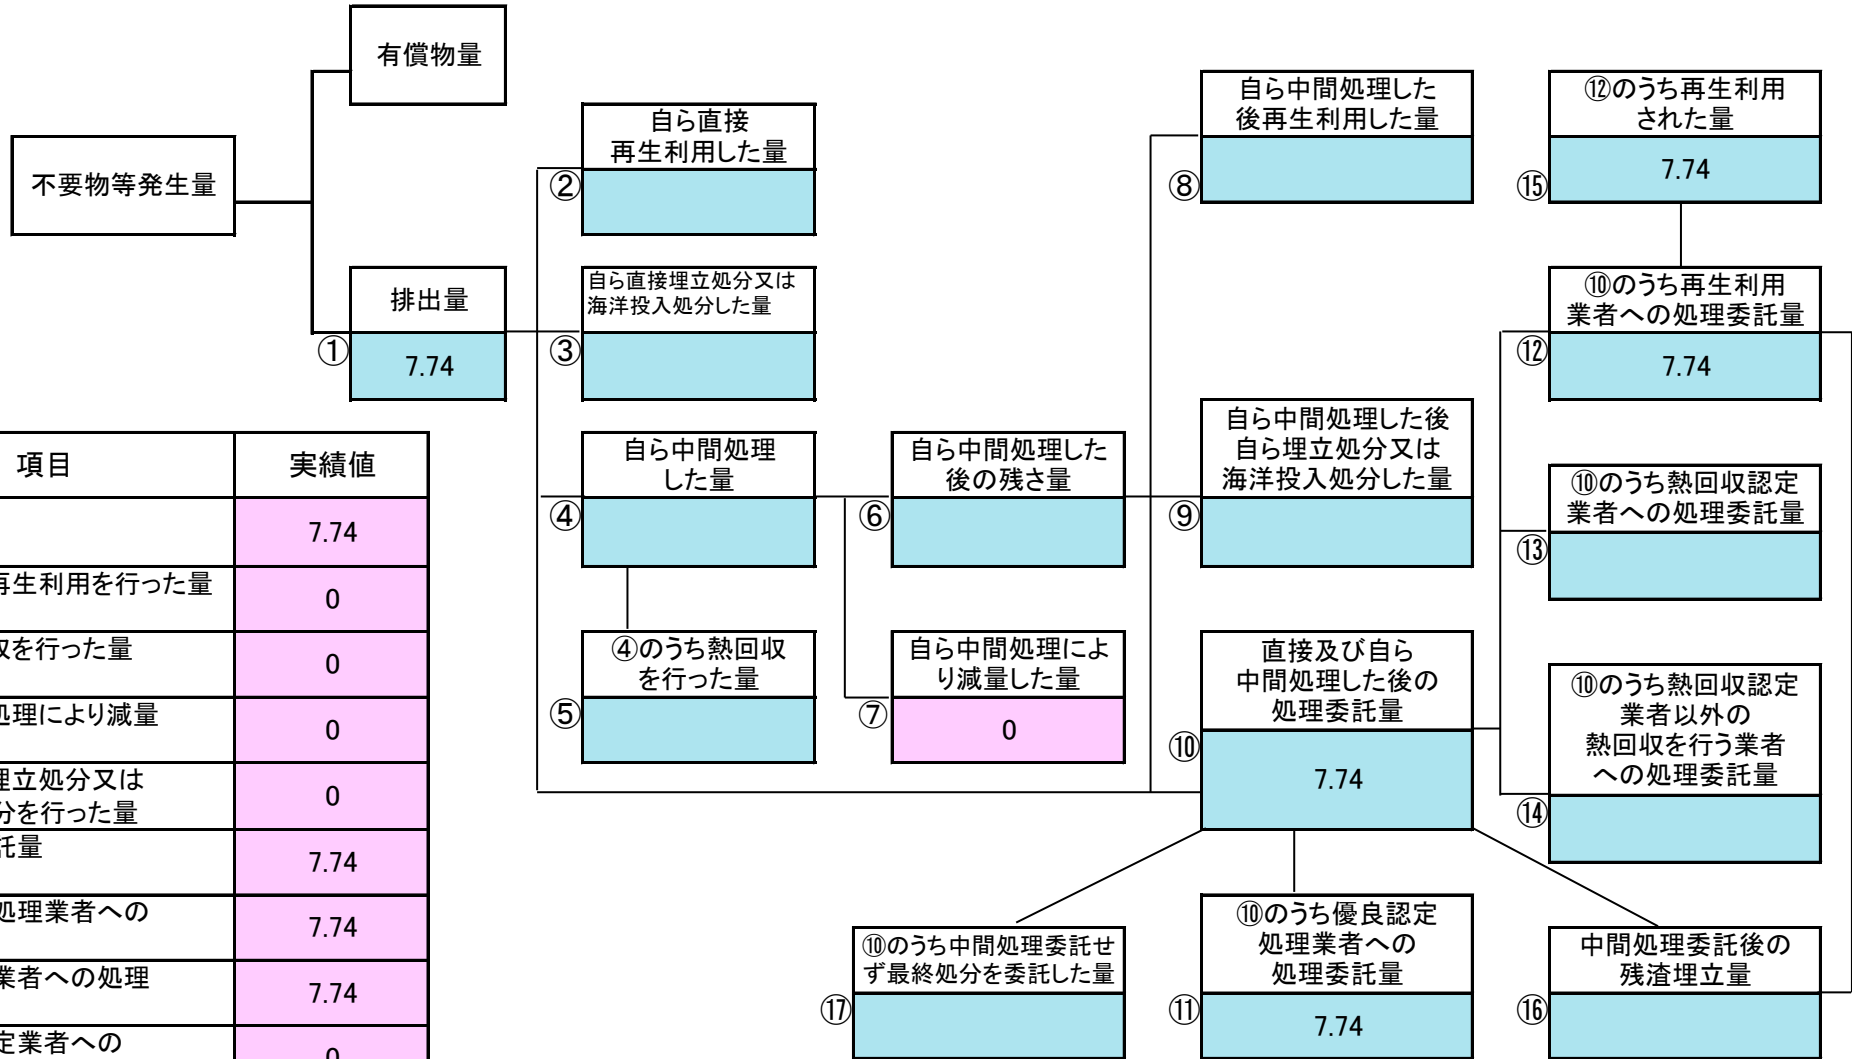 有償物量
不要物等発生量
排出量
①
7.74
自ら直接
再生利用した量
②
自ら直接埋立処分又は
海洋投入処分した量
③
自ら中間処理
した量
④
④のうち熱回収
を行った量
⑤
自ら中間処理した
後の残さ量
⑥
自ら中間処理によ
り減量した量
⑦
0
自ら中間処理した
後再生利用した量
⑧
自ら中間処理した後
自ら埋立処分又は
海洋投入処分した量
⑨
直接及び自ら
中間処理した後の
処理委託量
⑩
7.74
⑩のうち優良認定
処理業者への
処理委託量
⑪
7.74
⑩のうち中間処理委託せ
ず最終処分を委託した量
⑰
⑫のうち再生利用
された量
⑮
7.74
⑩のうち再生利用
業者への処理委託量
⑫
7.74
⑩のうち熱回収認定
業者への処理委託量
⑬
⑩のうち熱回収認定
業者以外の
熱回収を行う業者
への処理委託量
⑭
中間処理委託後の
残渣埋立量
⑯
項目 実績値
7.74
再生利用を行った量 0
を行った量 0
処理により減量 0
埋立処分又は
分を行った量 0
託量 7.74
処理業者への 7.74
業者への処理 7.74
定業者への 0